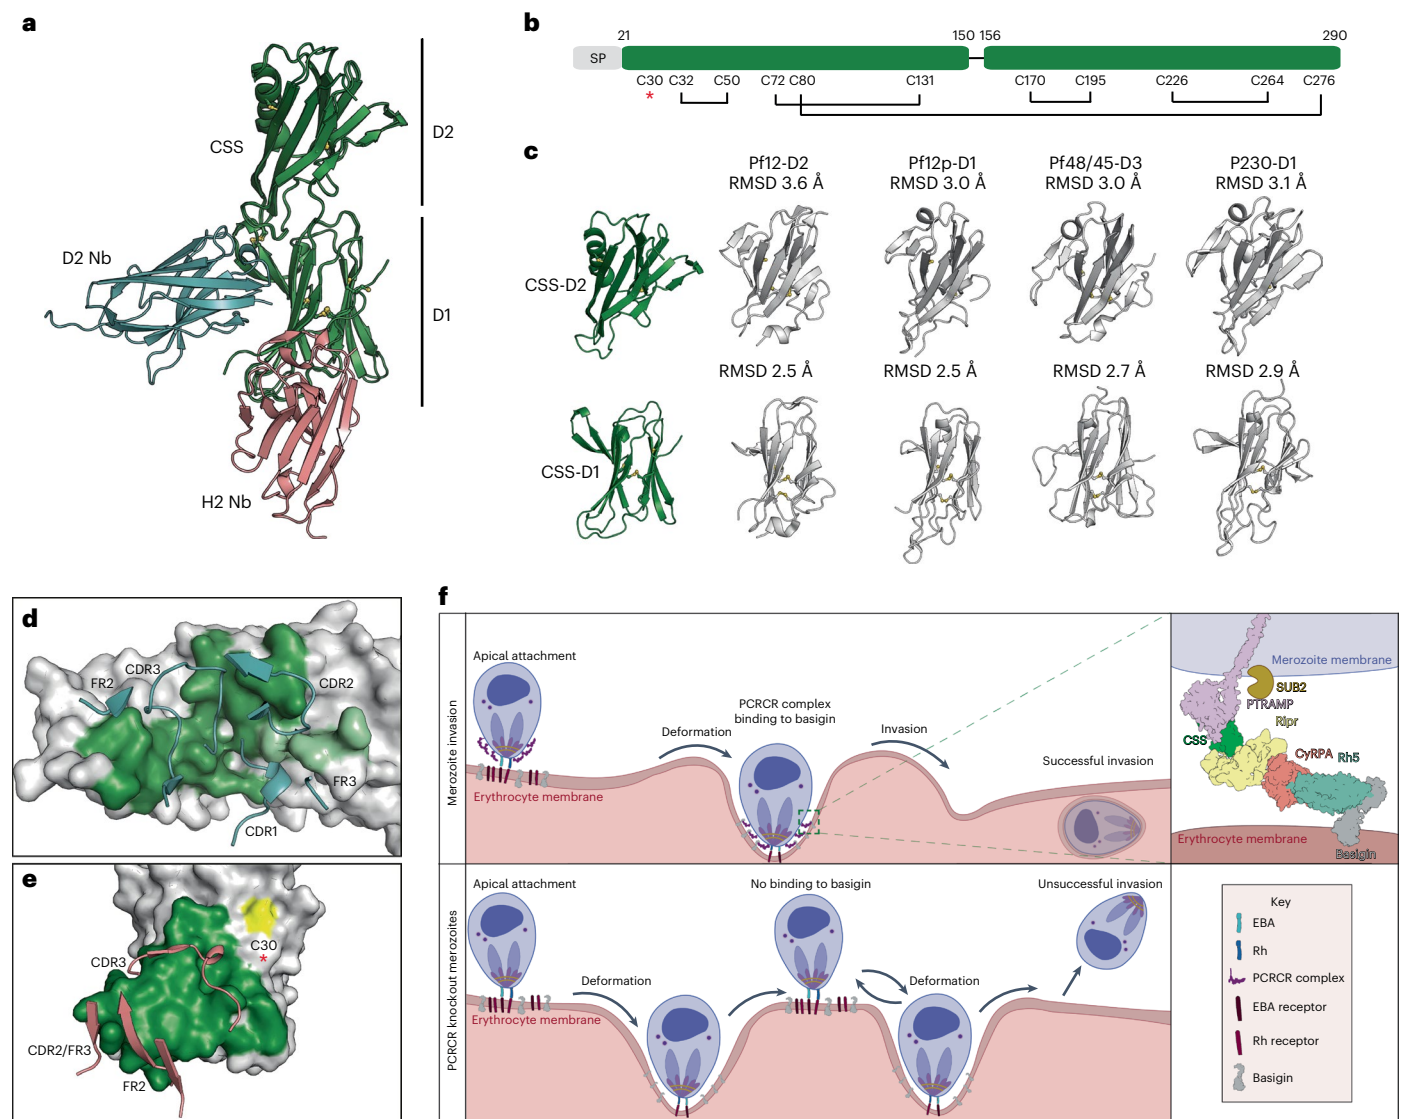 a
CSS
D2
D2 Nb
D1
H2 Nb
b
21
150 156
290
SP
C30 C32 C50 C72 C80 C131 C170 C195 C226 C264 C276
*
c
Pf12-D2
RMSD 3.6 Å
Pf12p-D1
RMSD 3.0 Å
Pf48/45-D3
RMSD 3.0 Å
P230-D1
RMSD 3.1 Å
CSS-D2
RMSD 2.5 Å
RMSD 2.5 Å
RMSD 2.7 Å
RMSD 2.9 Å
CSS-D1
d
FR2
CDR3
CDR2
FR3
CDR1
e
C30
*
CDR3
CDR2/FR3
FR2
f
Merozoite invasion
Apical attachment
Erythrocyte membrane
Deformation
PCRCR complex
binding to basigin
Invasion
Successful invasion
Merozoite membrane
SUB2
PTRAMP
Ripr
CSS
CyRPA
Rh5
Erythrocyte membrane
Basigin
PCRCR knockout merozoites
Apical attachment
Erythrocyte membrane
Deformation
No binding to basigin
Deformation
Unsuccessful invasion
Key
EBA
Rh
PCRCR complex
EBA receptor
Rh receptor
Basigin